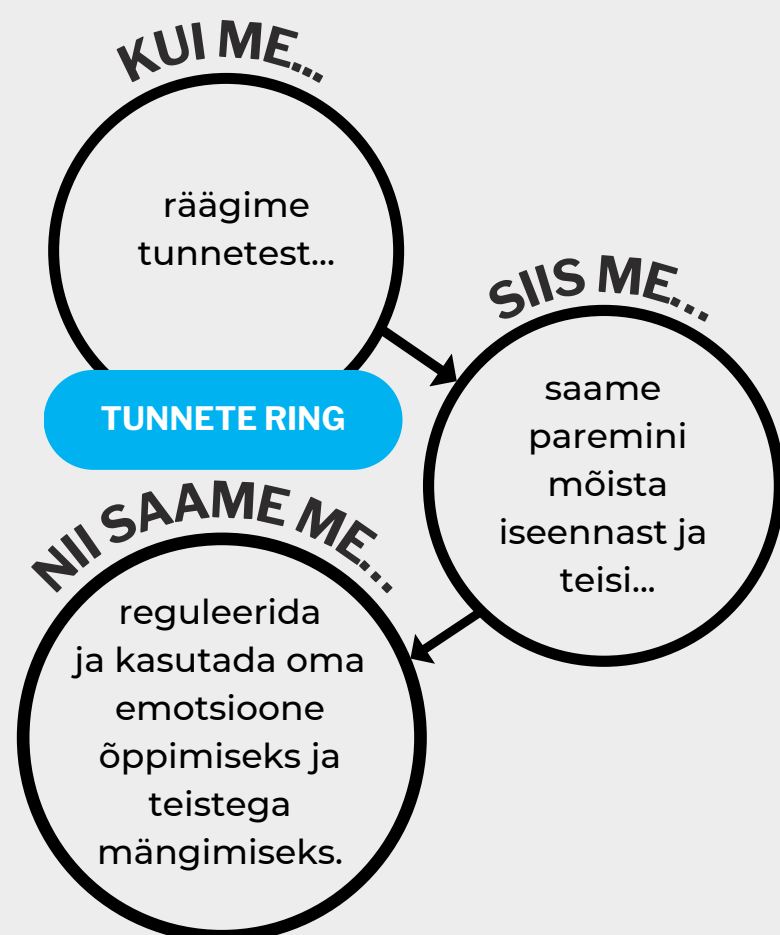 KUI ME...
räägime
tunnetest...
SIIS ME...
saame
paremini
mõista
iseennast ja
teisi...
TUNNETE RING
NII SAAME ME...
reguleerida
ja kasutada oma
emotsioone
õppimiseks ja
teistega
mängimiseks.